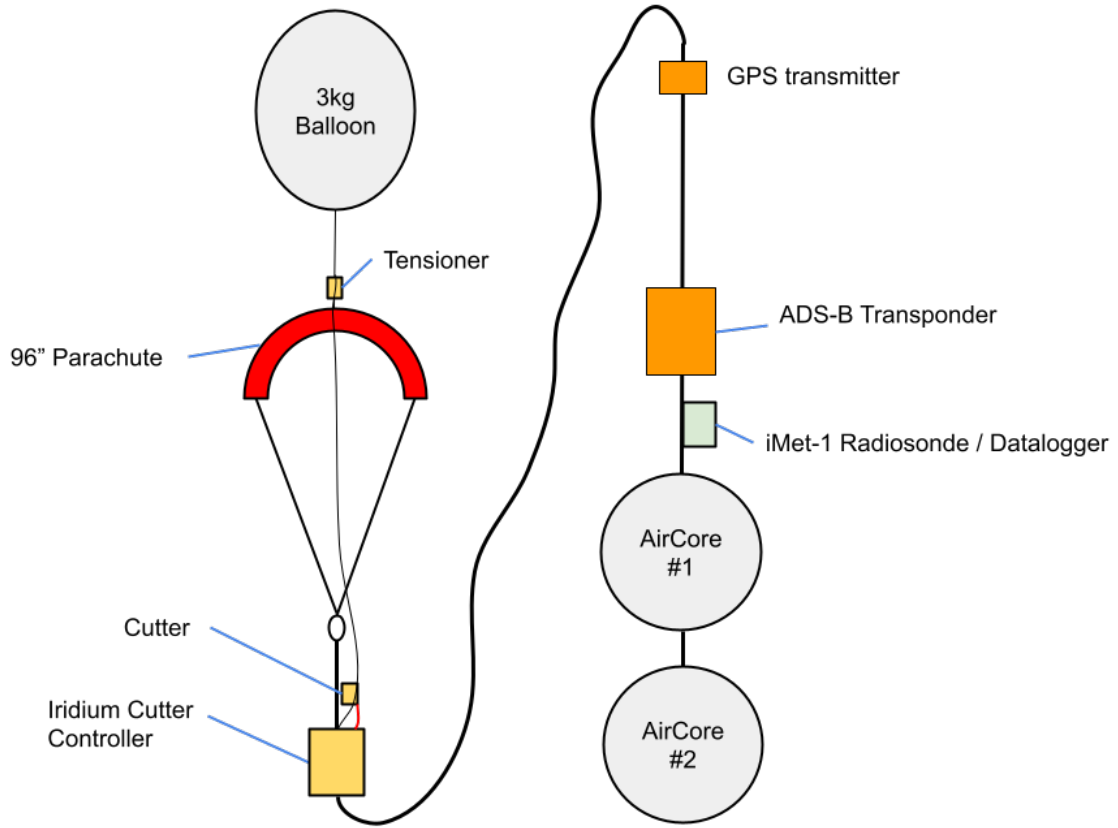 3kg
Balloon
Tensioner
96” Parachute
Cutter
Iridium Cutter
Controller
GPS transmitter
ADS-B Transponder
iMet-1 Radiosonde / Datalogger
AirCore
#1
AirCore
#2